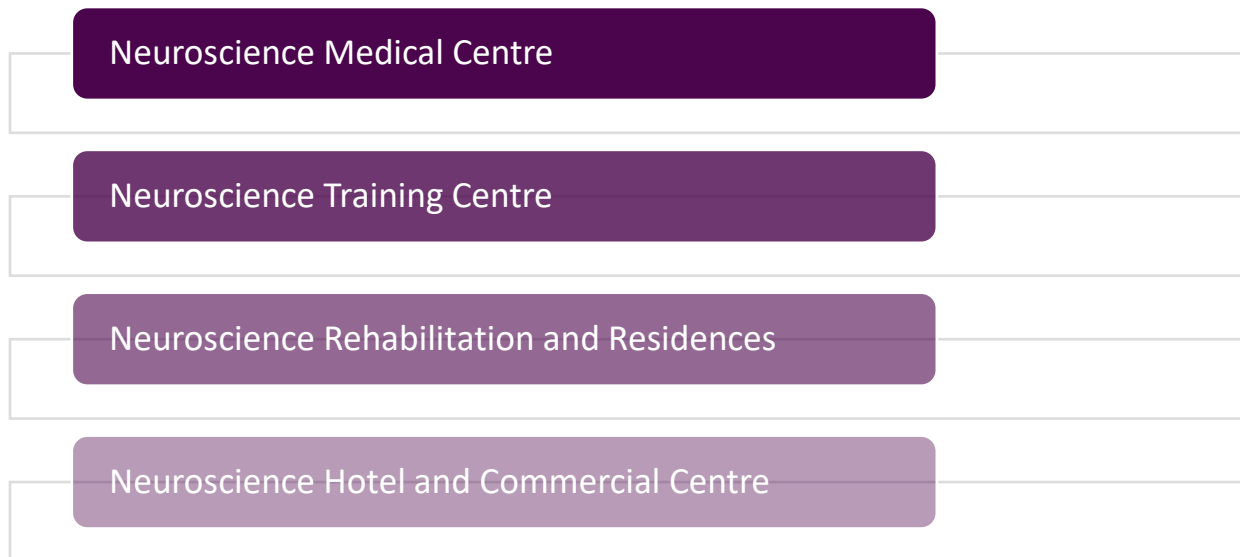 Neuroscience Medical Centre
Neuroscience Training Centre
Neuroscience Rehabilitation and Residences
Neuroscience Hotel and Commercial Centre